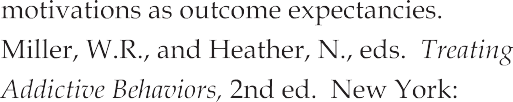 motivations as outcome expectancies.
Miller, W.R., and Heather, N., eds. Treating
Addictive Behaviors, 2nd ed. New York: